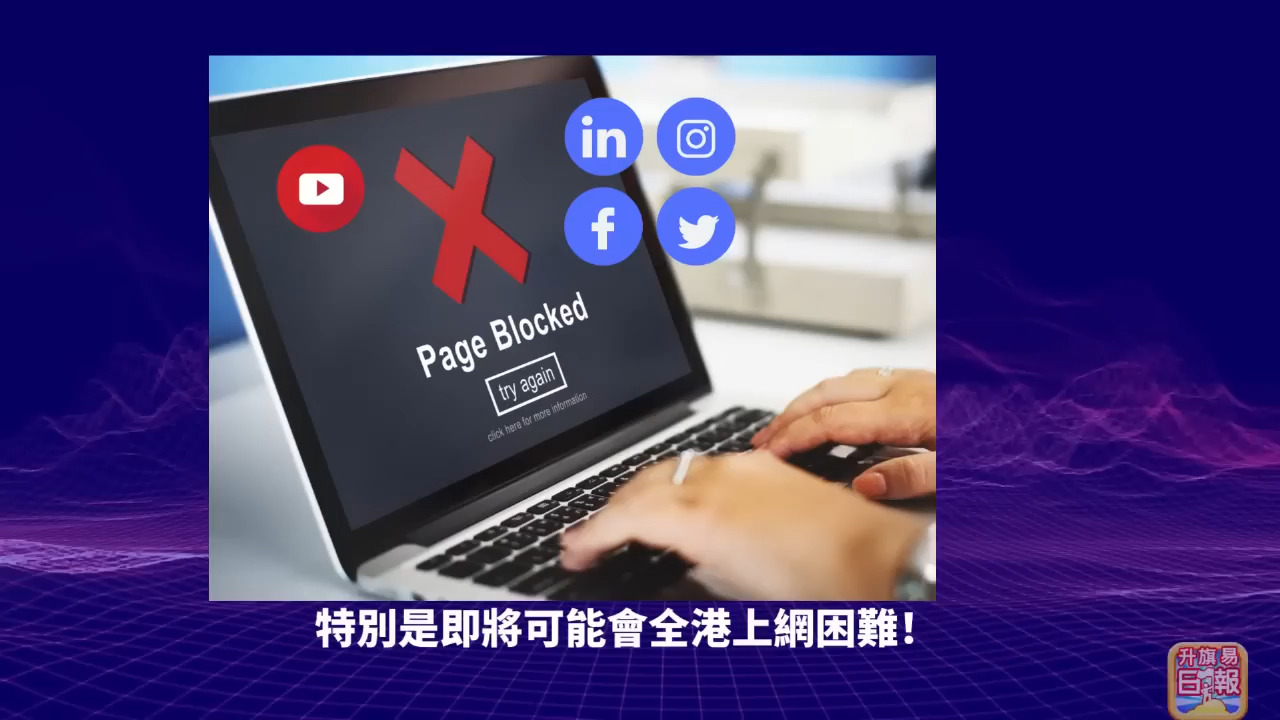 in
f
Page Blocked
try again
click here for more information
特別是即將可能會全港上網困難!
升旗易
日報